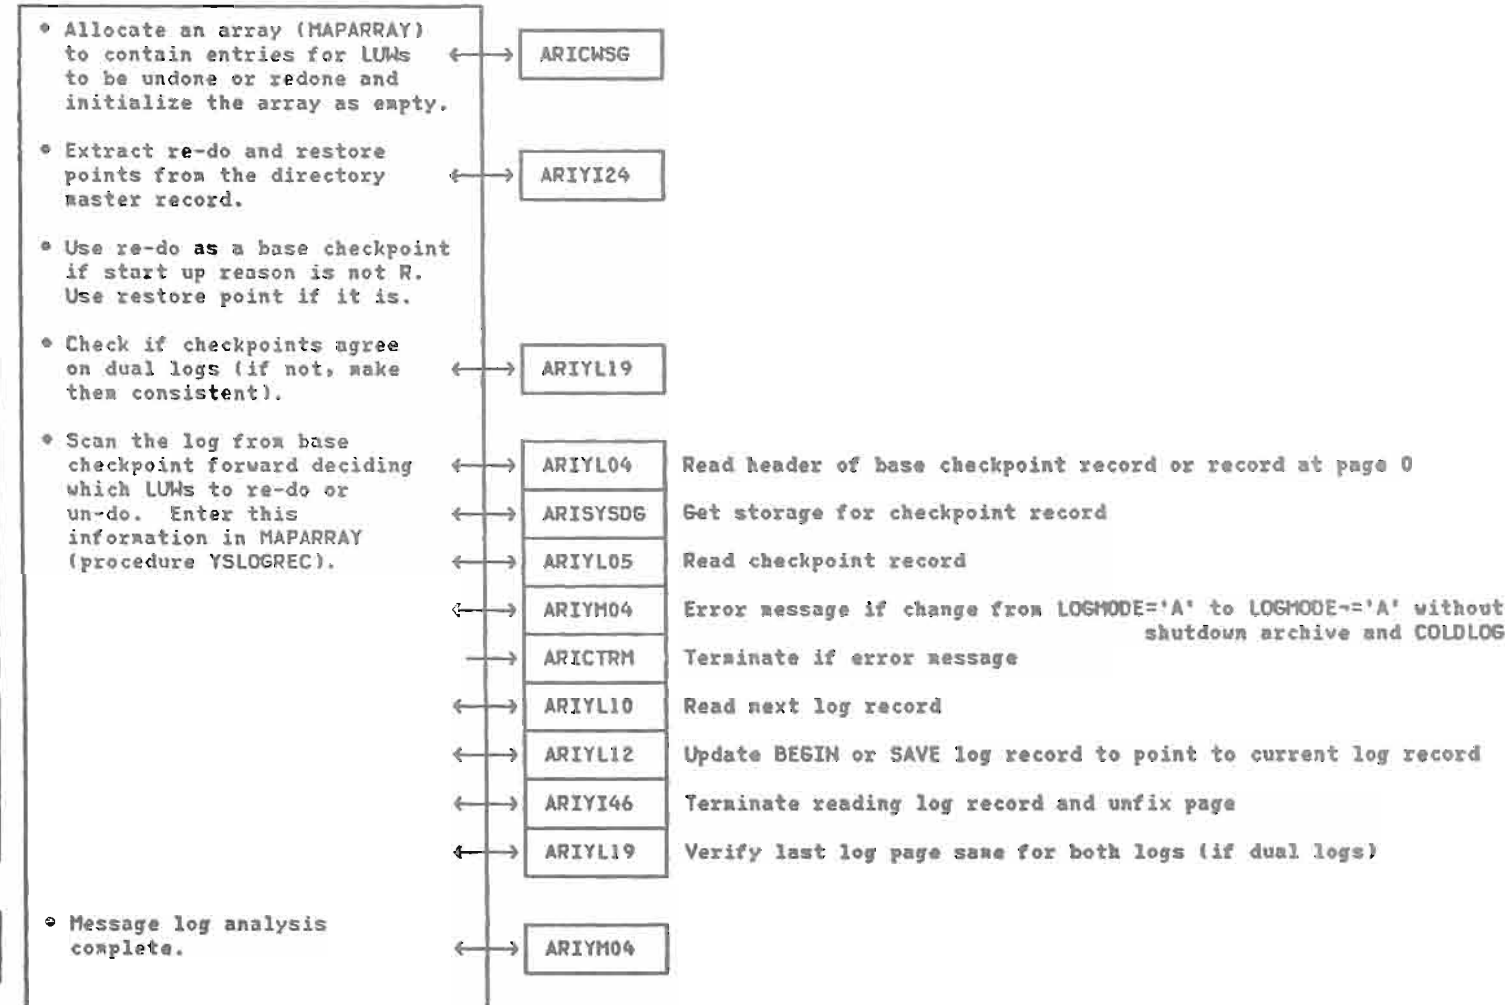 • Allocate an array (MAPARRAY)
to contain entries for LUWs
to be undone or redone and
initialize the array as empty.
ARICWSG
• Extract re-do and restore
points from the directory
master record.
ARIYI24
• Use re-do as a base checkpoint
if start up reason is not R.
Use restore point if it is.
• Check if checkpoints agree
on dual logs (if not, make
them consistent).
ARIYL19
• Scan the log from base
checkpoint forward deciding
which LUWs to re-do or
un-do. Enter this
information in MAPARRAY
(procedure YSLOGREC).
ARIYL04 Read header of base checkpoint record or record at page 0
ARISYSDG Get storage for checkpoint record
ARIYL05 Read checkpoint record
ARIYM04 Error message if change from LOGMODE='A' to LOGMODE¬='A' without
shutdown archive and COLDLOG
ARICTRM Terminate if error message
ARIYL10 Read next log record
ARIYL12 Update BEGIN or SAVE log record to point to current log record
ARIYI46 Terminate reading log record and unfix page
ARIYL19 Verify last log page same for both logs (if dual logs)
• Message log analysis
complete.
ARIYM04